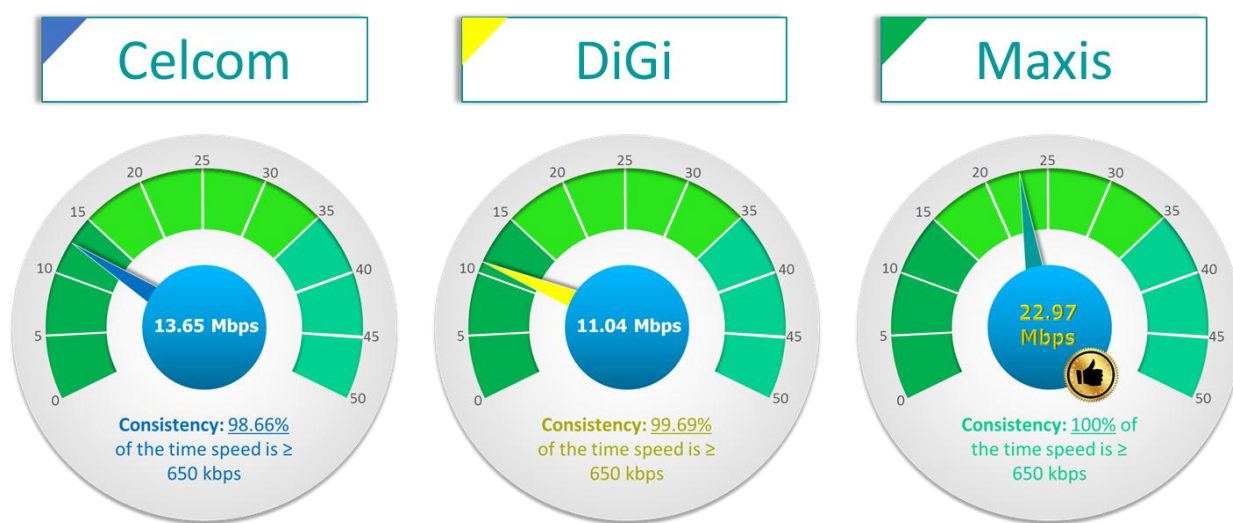 Celcom
DiGi
Maxis
0
5
10
15
20
25
30
35
40
45
50
13.65 Mbps
Consistency: 98.66%
of the time speed is ≥
650 kbps
0
5
10
15
20
25
30
35
40
45
50
11.04 Mbps
Consistency: 99.69%
of the time speed is ≥
650 kbps
0
5
10
15
20
25
30
35
40
45
50
22.97
Mbps
Consistency: 100% of
the time speed is ≥
650 kbps